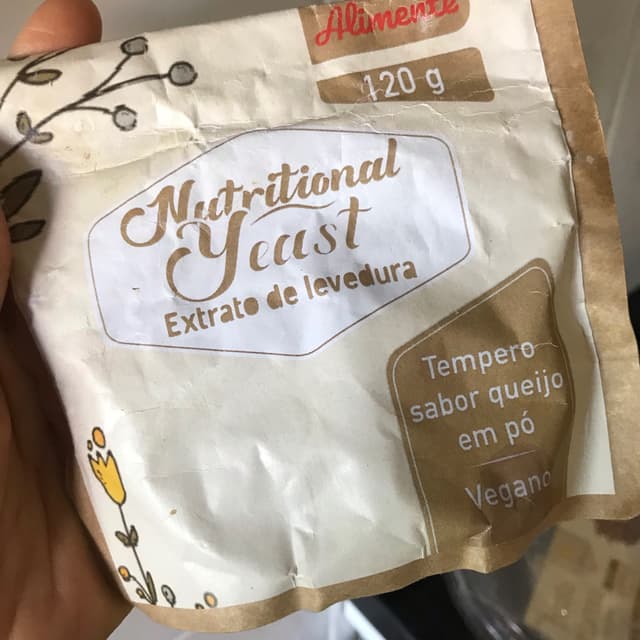 Alimente
120 g
Nutritional
Yeast
Extrato de levedura
Tempero
sabor queijo
em pó
Vegano